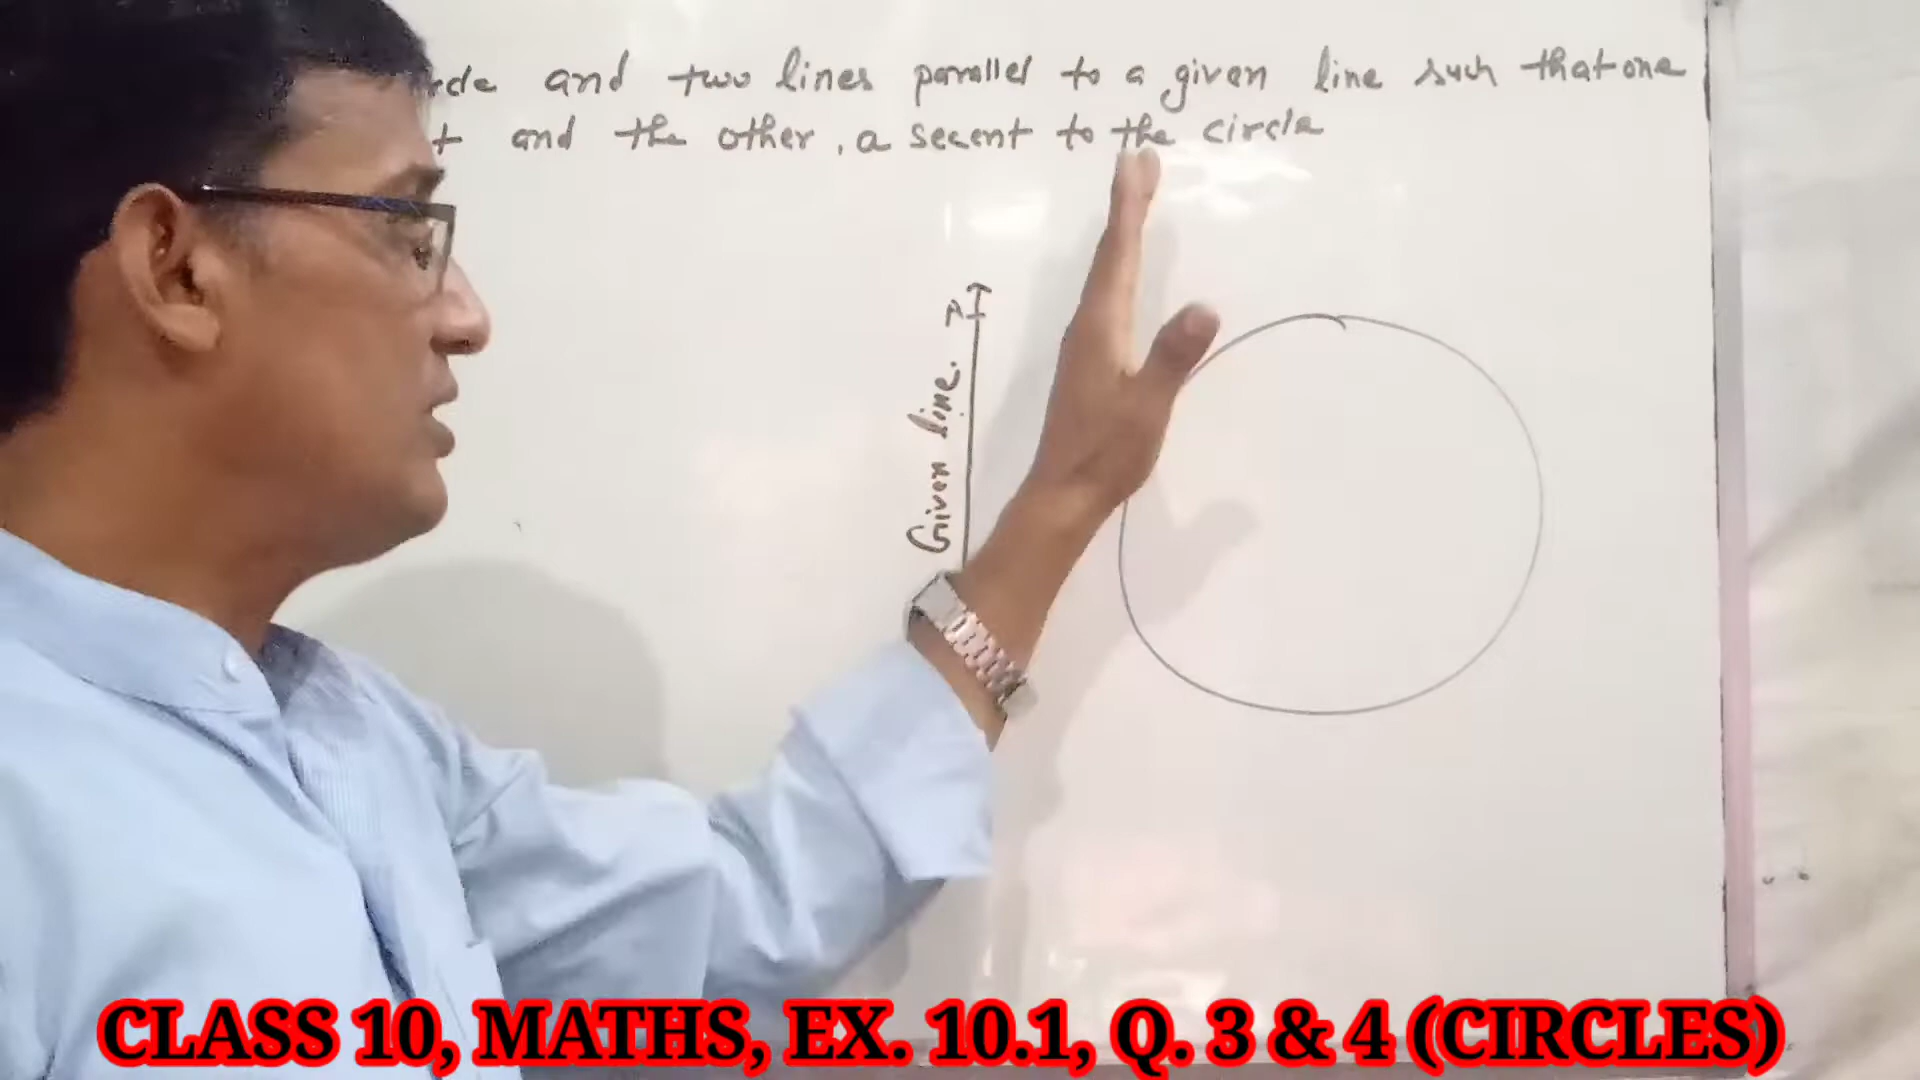 and two lines parallel to a given line such that one
and the other, a secent to the circle
Given line.
CLASS 10, MATHS, EX. 10.1, Q. 3 & 4 (CIRCLES)